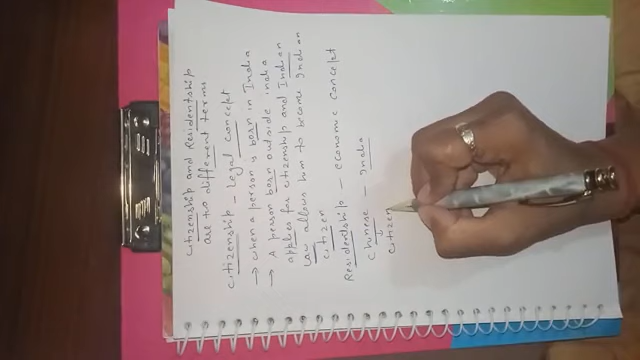 Citizenship and Residentship
are two different terms
Citizenship - Legal concept
→ when a person is born in India
→ A person born outside india
applies for citizenship and Indian
Law allows him to become Indian
citizen
Residentship - economic concept
Chinese - India
citizen